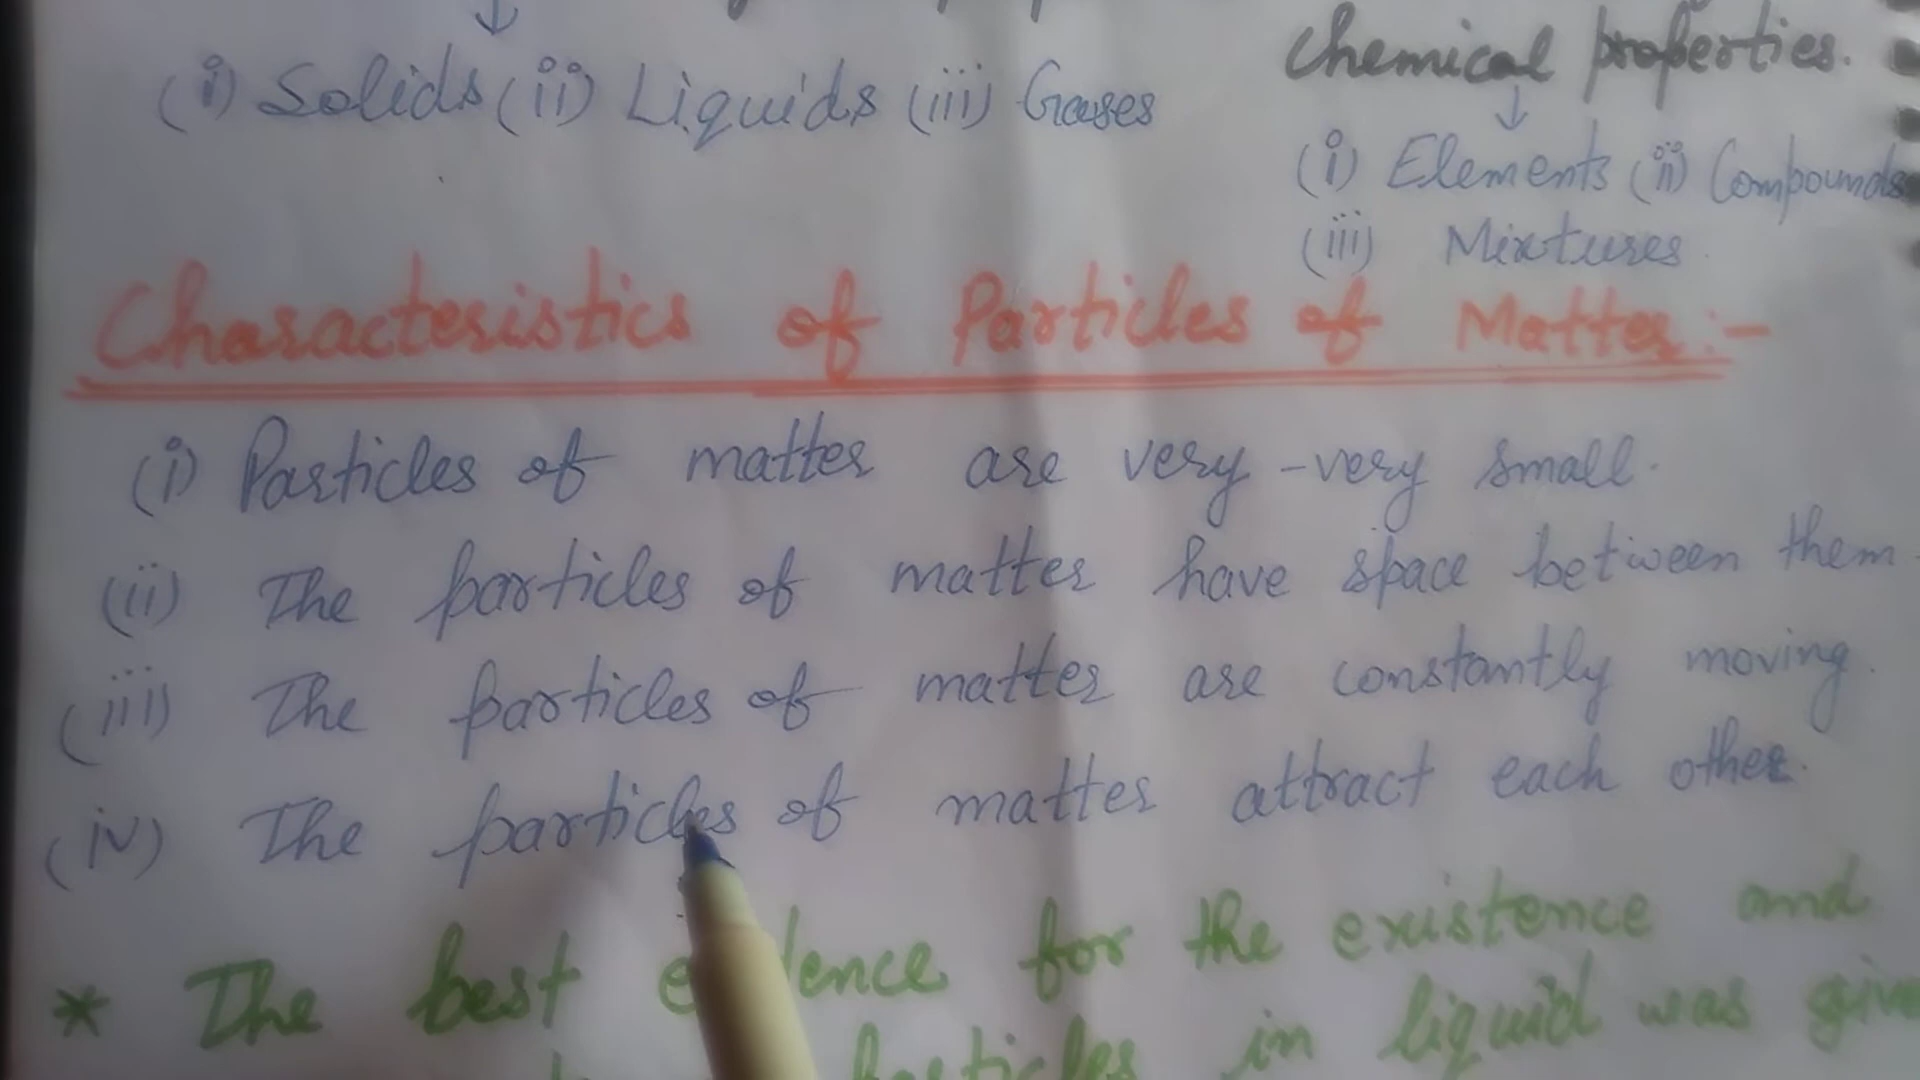 (i) Solids (ii) Liquids (iii) Gases
Chemical properties.
(i) Elements (ii) Compounds
(iii) Mixtures
Characteristics of Particles of Matter:-
(i) Particles of matter are very-very small.
(ii) The particles of matter have space between them.
(iii) The particles of matter are constantly moving.
(iv) The particles of matter attract each other.
* The best for the existence and
particles in liquid was